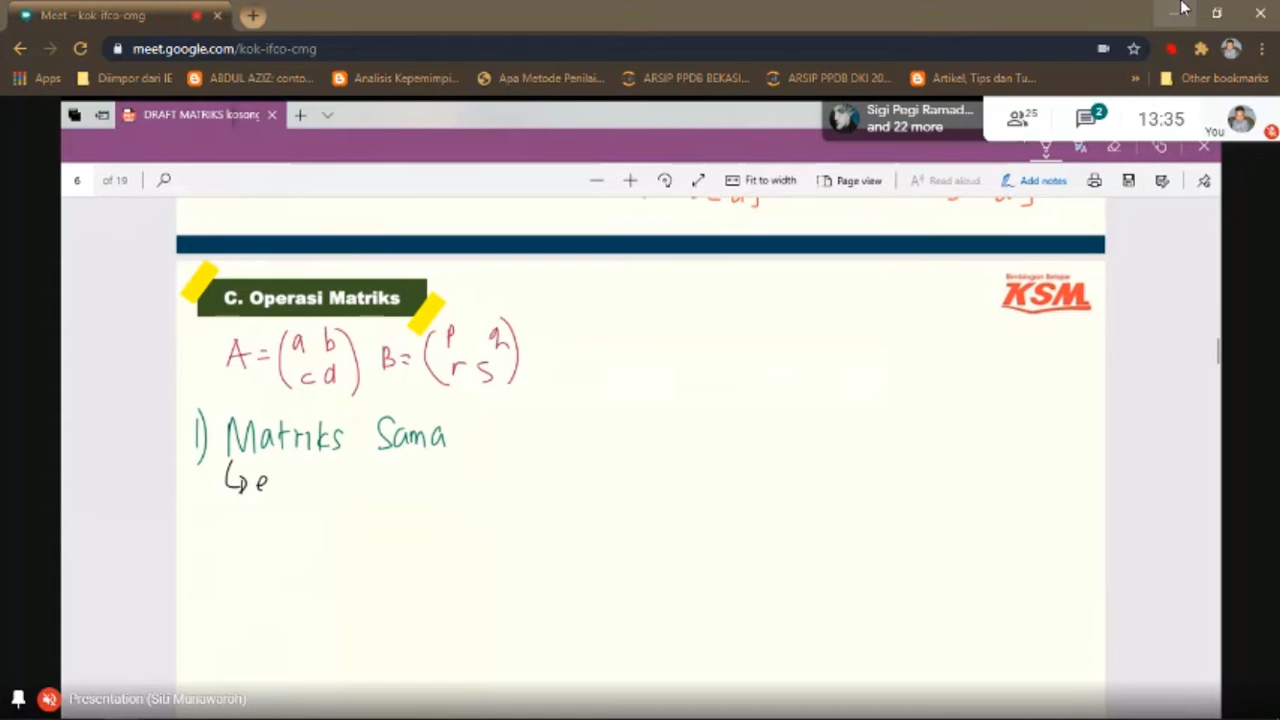 Meet – kok-ifco-cmg
meet.google.com/kok-ifco-cmg
Apps Diimpor dari IE ABDUL AZIZ: conto... Analisis Kepemimpi... Apa Metode Penilai... ARSIP PPDB BEKASI... ARSIP PPDB DKI 20... Artikel, Tips dan Tu... » Other bookmarks
DRAFT MATRIKS kosong
Sigi Pegi Ramad...
and 22 more
25 2 13:35 You
6 of 19 Fit to width Page view Read aloud Add notes
C. Operasi Matriks
Bimbingan Belajar
KSM
A = (a b B = (p q
c d) r s)
1) Matriks Sama
↳ e
Presentation (Siti Munawaroh)